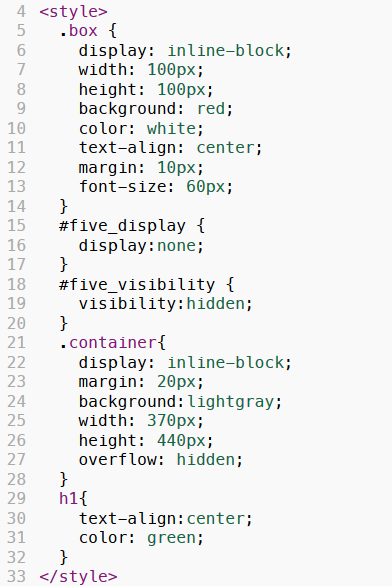 4 <style>
5   .box {
6     display: inline-block;
7     width: 100px;
8     height: 100px;
9     background: red;
10     color: white;
11     text-align: center;
12     margin: 10px;
13     font-size: 60px;
14   }
15   #five_display {
16     display:none;
17   }
18   #five_visibility {
19     visibility:hidden;
20   }
21   .container{
22     display: inline-block;
23     margin: 20px;
24     background:lightgray;
25     width: 370px;
26     height: 440px;
27     overflow: hidden;
28   }
29   h1{
30     text-align:center;
31     color: green;
32   }
33 </style>